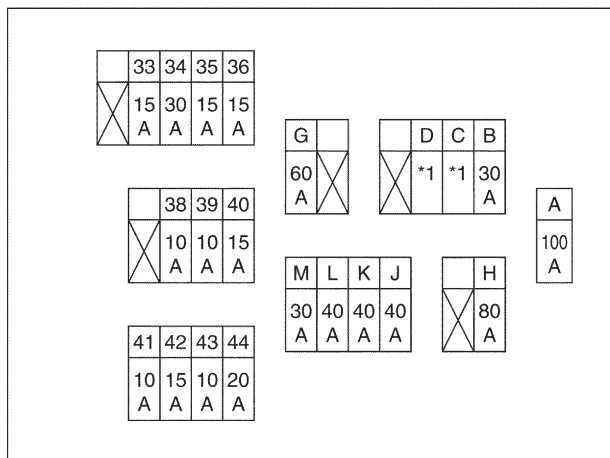 33 34 35 36
15 A 30 A 15 A 15 A
G
60 A
D C B
*1 *1 30 A
38 39 40
10 A 10 A 15 A
A
100 A
M L K J
30 A 40 A 40 A 40 A
H
80 A
41 42 43 44
10 A 15 A 10 A 20 A